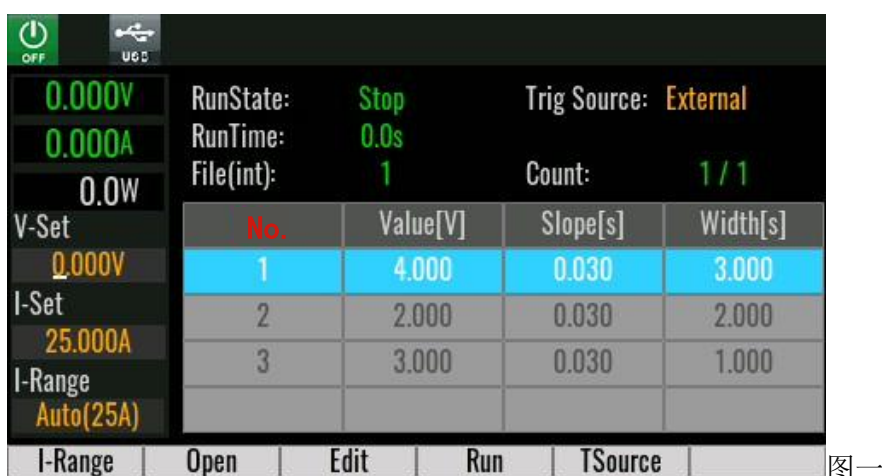 OFF USB
0.000V
0.000A
0.0W
V-Set
0.000V
I-Set
25.000A
I-Range
Auto(25A)
RunState: Stop Trig Source: External
RunTime: 0.0s
File(int): 1 Count: 1 / 1
No. Value[V] Slope[s] Width[s]
1 4.000 0.030 3.000
2 2.000 0.030 2.000
3 3.000 0.030 1.000
I-Range Open Edit Run TSource
图一